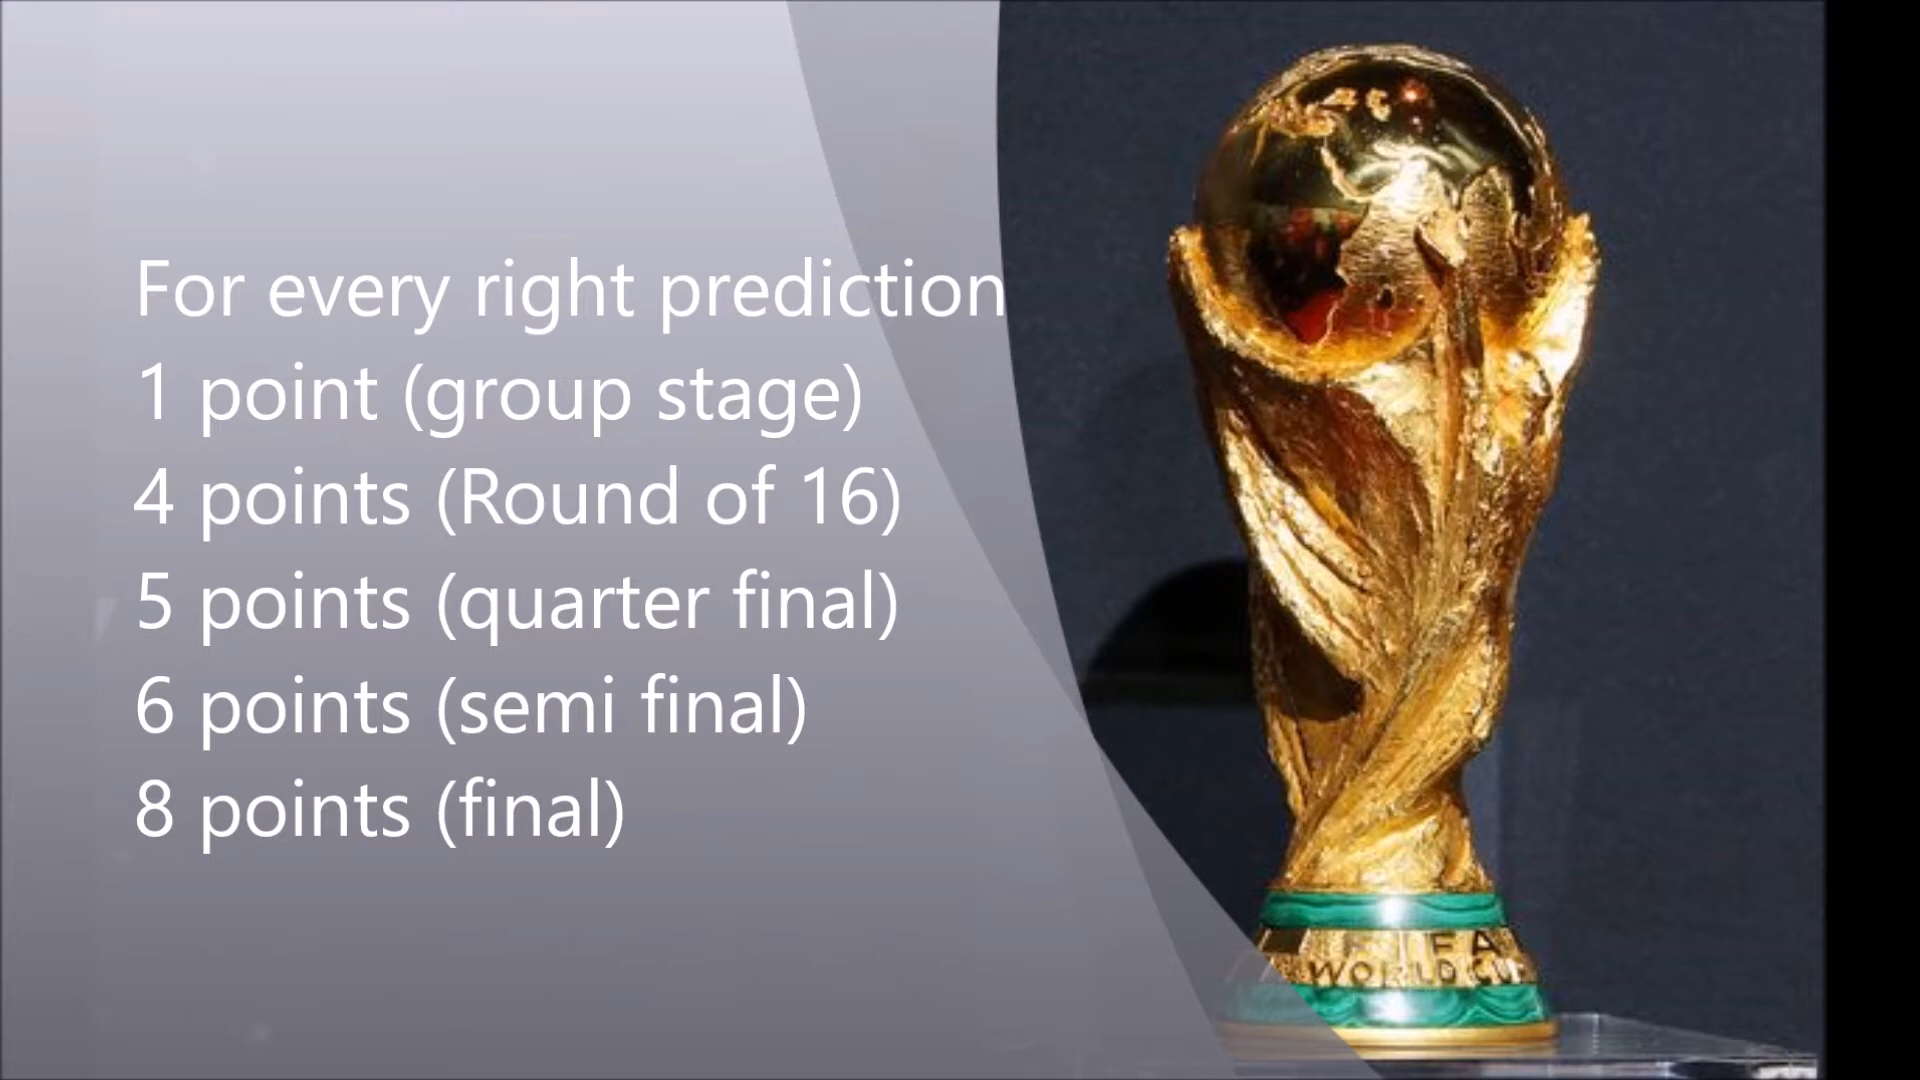 For every right prediction
1 point (group stage)
4 points (Round of 16)
5 points (quarter final)
6 points (semi final)
8 points (final)
FIFA
WORLD CUP